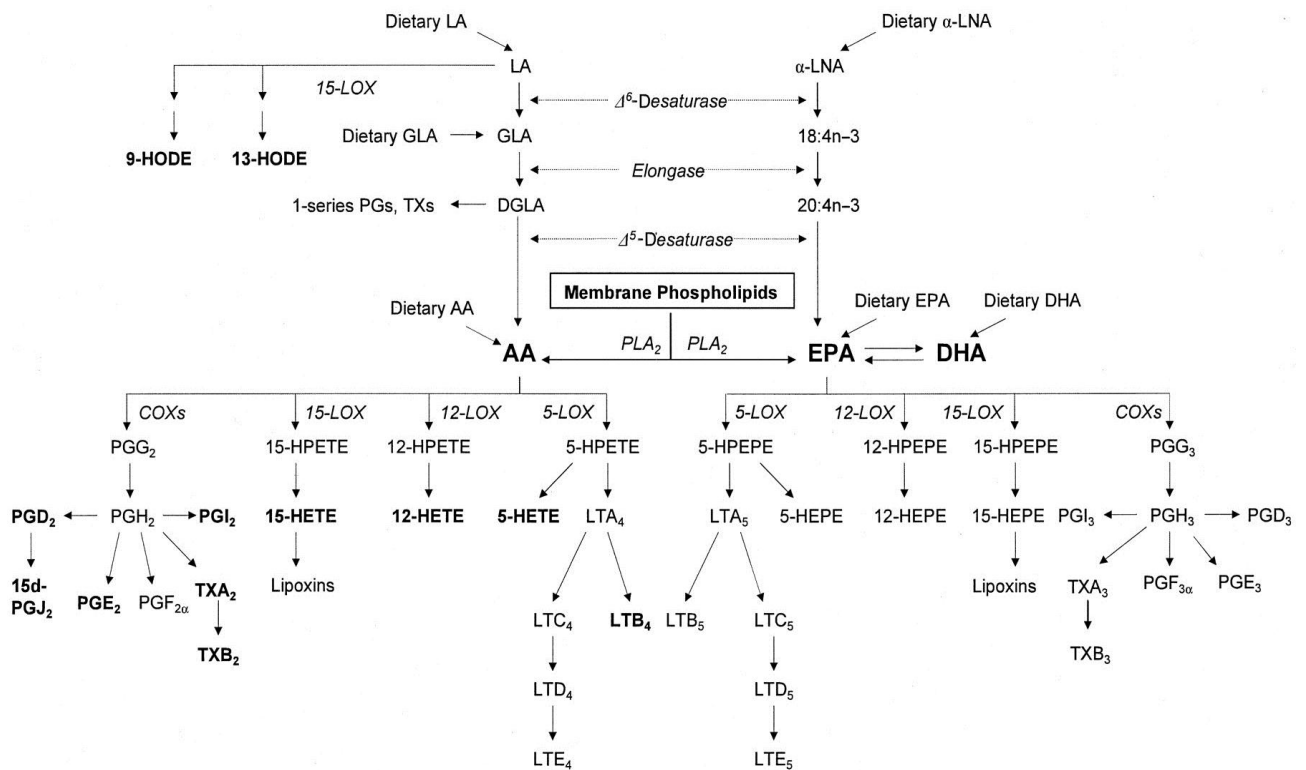 Dietary LA
Dietary α-LNA
LA
α-LNA
15-LOX
Δ⁶-Desaturase
Dietary GLA
GLA
18:4n–3
9-HODE
13-HODE
Elongase
1-series PGs, TXs
DGLA
20:4n–3
Δ⁵-Desaturase
Membrane Phospholipids
Dietary AA
Dietary EPA
Dietary DHA
PLA₂
PLA₂
AA
EPA
DHA
COXs
15-LOX
12-LOX
5-LOX
5-LOX
12-LOX
15-LOX
COXs
PGG₂
15-HPETE
12-HPETE
5-HPETE
5-HPEPE
12-HPEPE
15-HPEPE
PGG₃
PGD₂
PGH₂
PGI₂
15-HETE
12-HETE
5-HETE
LTA₄
LTA₅
5-HEPE
12-HEPE
15-HEPE
PGI₃
PGH₃
PGD₃
15d-
PGJ₂
PGE₂
PGF₂α
TXA₂
Lipoxins
Lipoxins
TXA₃
PGF₃α
PGE₃
LTC₄
LTB₄
LTB₅
LTC₅
TXB₂
TXB₃
LTD₄
LTD₅
LTE₄
LTE₅